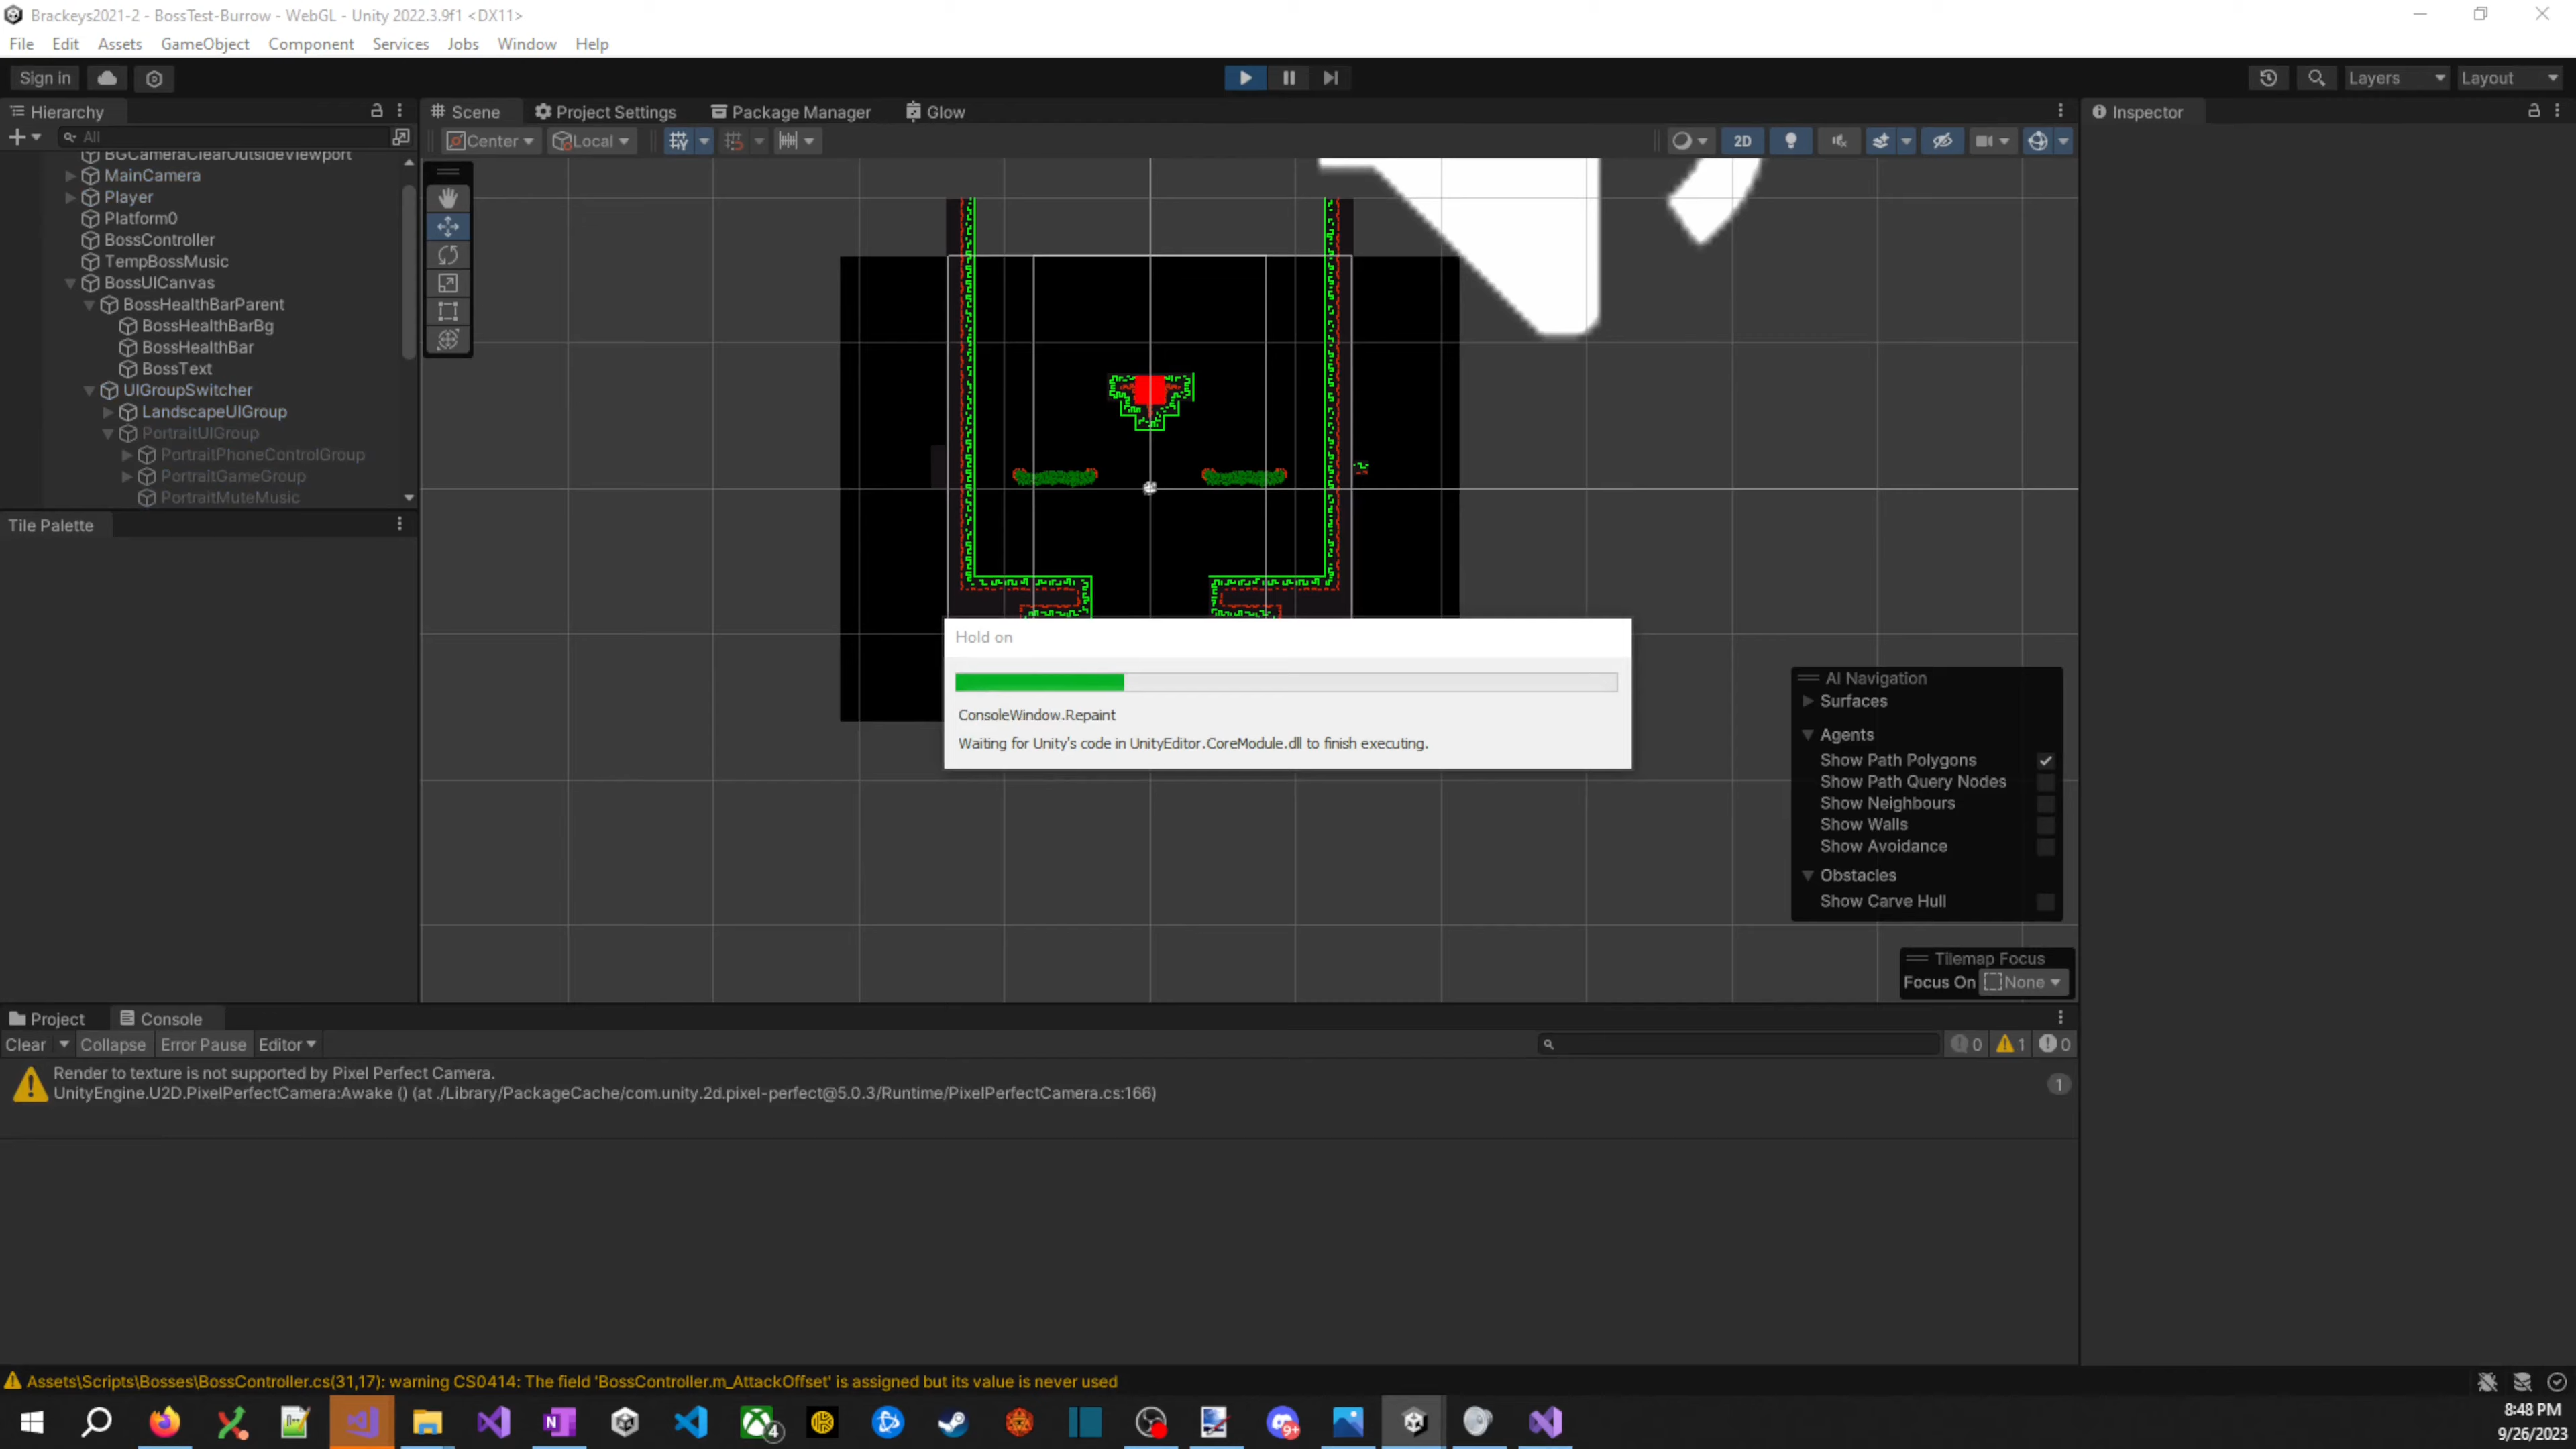 Brackeys2021-2 - BossTest-Burrow - WebGL - Unity 2022.3.9f1 <DX11>
File Edit Assets GameObject Component Services Jobs Window Help
Sign in
Layers Layout
Hierarchy
Scene Project Settings Package Manager Glow
Inspector
All
Center Local
2D
BGCameraClearOutsideViewport
MainCamera
Player
Platform0
BossController
TempBossMusic
BossUICanvas
BossHealthBarParent
BossHealthBarBg
BossHealthBar
BossText
UIGroupSwitcher
LandscapeUIGroup
PortraitUIGroup
PortraitPhoneControlGroup
PortraitGameGroup
PortraitMuteMusic
Tile Palette
Hold on
ConsoleWindow.Repaint
Waiting for Unity's code in UnityEditor.CoreModule.dll to finish executing.
AI Navigation
Surfaces
Agents
Show Path Polygons
Show Path Query Nodes
Show Neighbours
Show Walls
Show Avoidance
Obstacles
Show Carve Hull
Tilemap Focus
Focus On None
Project Console
Clear Collapse Error Pause Editor
0 1 0
Render to texture is not supported by Pixel Perfect Camera.
UnityEngine.U2D.PixelPerfectCamera:Awake () (at ./Library/PackageCache/com.unity.2d.pixel-perfect@5.0.3/Runtime/PixelPerfectCamera.cs:166)
1
Assets\Scripts\Bosses\BossController.cs(31,17): warning CS0414: The field 'BossController.m_AttackOffset' is assigned but its value is never used
4
9+
8:48 PM
9/26/2023